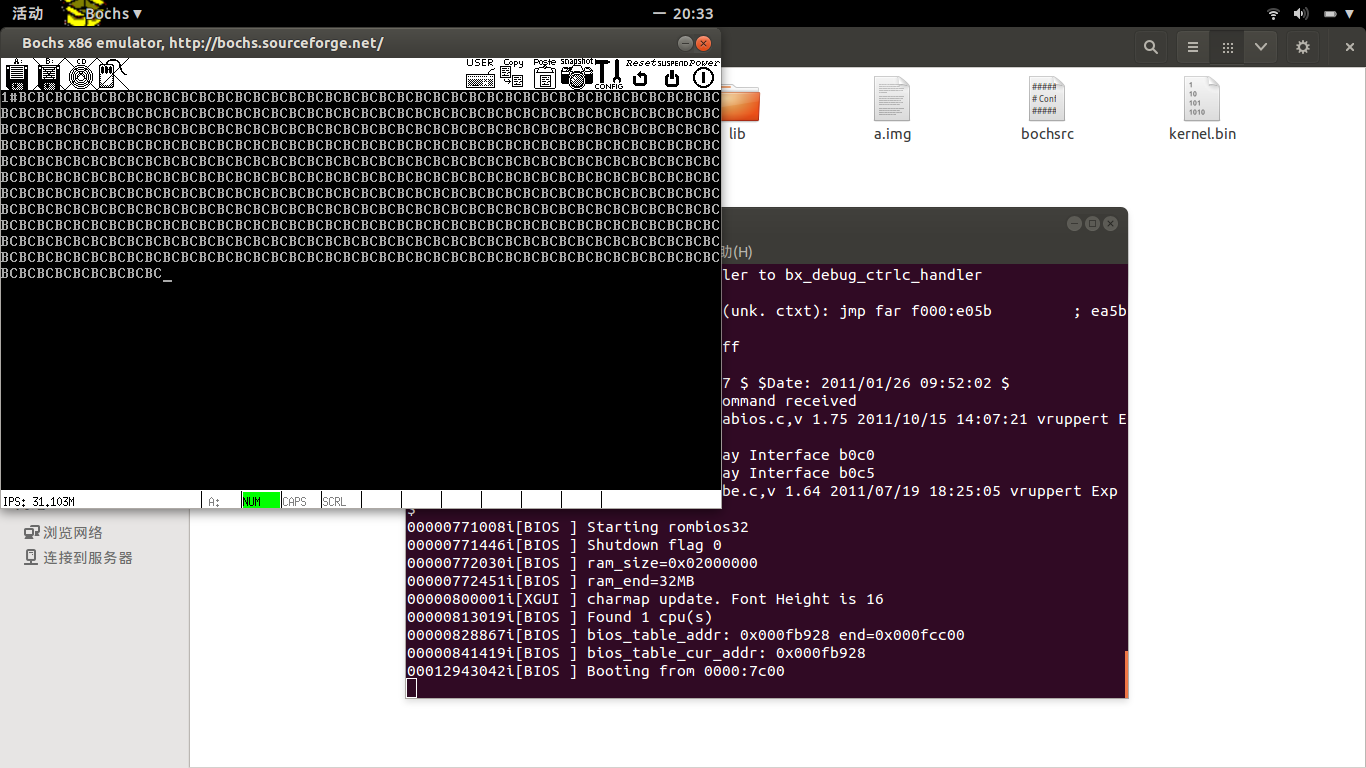 活动 Bochs ▾ 一 20:33
Bochs x86 emulator, http://bochs.sourceforge.net/
A: B: CD USER Copy Poste snapshot CONFIG Reset SUSPEND Power
1#BCBCBCBCBCBCBCBCBCBCBCBCBCBCBCBCBCBCBCBCBCBCBCBCBCBCBCBCBCBCBCBCBCBCBCBCBCBCBC
BCBCBCBCBCBCBCBCBCBCBCBCBCBCBCBCBCBCBCBCBCBCBCBCBCBCBCBCBCBCBCBCBCBCBCBCBCBCBCBC
BCBCBCBCBCBCBCBCBCBCBCBCBCBCBCBCBCBCBCBCBCBCBCBCBCBCBCBCBCBCBCBCBCBCBCBCBCBCBCBC
BCBCBCBCBCBCBCBCBCBCBCBCBCBCBCBCBCBCBCBCBCBCBCBCBCBCBCBCBCBCBCBCBCBCBCBCBCBCBCBC
BCBCBCBCBCBCBCBCBCBCBCBCBCBCBCBCBCBCBCBCBCBCBCBCBCBCBCBCBCBCBCBCBCBCBCBCBCBCBCBC
BCBCBCBCBCBCBCBCBCBCBCBCBCBCBCBCBCBCBCBCBCBCBCBCBCBCBCBCBCBCBCBCBCBCBCBCBCBCBCBC
BCBCBCBCBCBCBCBCBCBCBCBCBCBCBCBCBCBCBCBCBCBCBCBCBCBCBCBCBCBCBCBCBCBCBCBCBCBCBCBC
BCBCBCBCBCBCBCBCBCBCBCBCBCBCBCBCBCBCBCBCBCBCBCBCBCBCBCBCBCBCBCBCBCBCBCBCBCBCBCBC
BCBCBCBCBCBCBCBCBCBCBCBCBCBCBCBCBCBCBCBCBCBCBCBCBCBCBCBCBCBCBCBCBCBCBCBCBCBCBCBC
BCBCBCBCBCBCBCBCBCBCBCBCBCBCBCBCBCBCBCBCBCBCBCBCBCBCBCBCBCBCBCBCBCBCBCBCBCBCBCBC
BCBCBCBCBCBCBCBCBCBCBCBCBCBCBCBCBCBCBCBCBCBCBCBCBCBCBCBCBCBCBCBCBCBCBCBCBCBCBCBC
BCBCBCBCBCBCBCBCBC_
IPS: 31.103M A: NUM CAPS SCRL
lib a.img bochsrc kernel.bin
助(H)
ler to bx_debug_ctrlc_handler
(unk. ctxt): jmp far f000:e05b ; ea5b
ff
7 $ $Date: 2011/01/26 09:52:02 $
ommand received
abios.c,v 1.75 2011/10/15 14:07:21 vruppert E
ay Interface b0c0
ay Interface b0c5
be.c,v 1.64 2011/07/19 18:25:05 vruppert Exp
$
00000771008i[BIOS ] Starting rombios32
00000771446i[BIOS ] Shutdown flag 0
00000772030i[BIOS ] ram_size=0x02000000
00000772451i[BIOS ] ram_end=32MB
00000800001i[XGUI ] charmap update. Font Height is 16
00000813019i[BIOS ] Found 1 cpu(s)
00000828867i[BIOS ] bios_table_addr: 0x000fb928 end=0x000fcc00
00000841419i[BIOS ] bios_table_cur_addr: 0x000fb928
00012943042i[BIOS ] Booting from 0000:7c00
浏览网络
连接到服务器